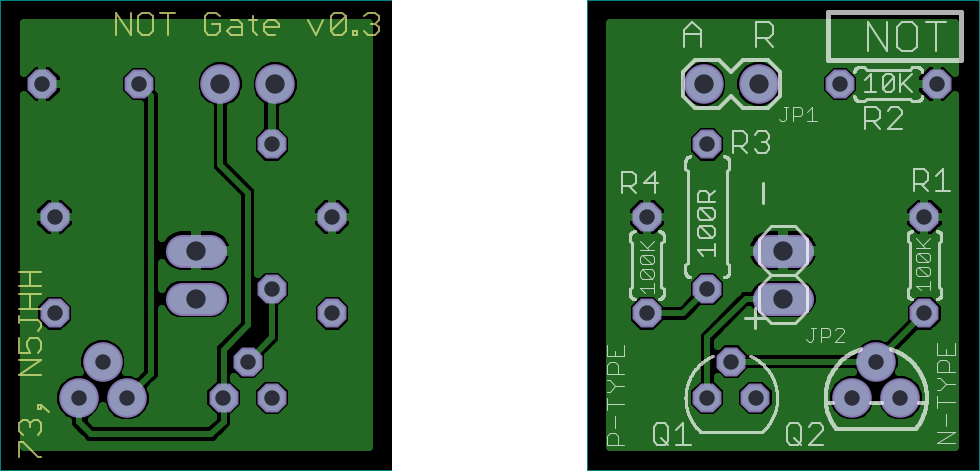 NOT Gate v0.3
73, N5JHH
NOT
A R
10K
JP1
R2
R3
R4
R1
100R
100K
100K
−
+
JP2
P-TYPE
N-TYPE
Q1
Q2